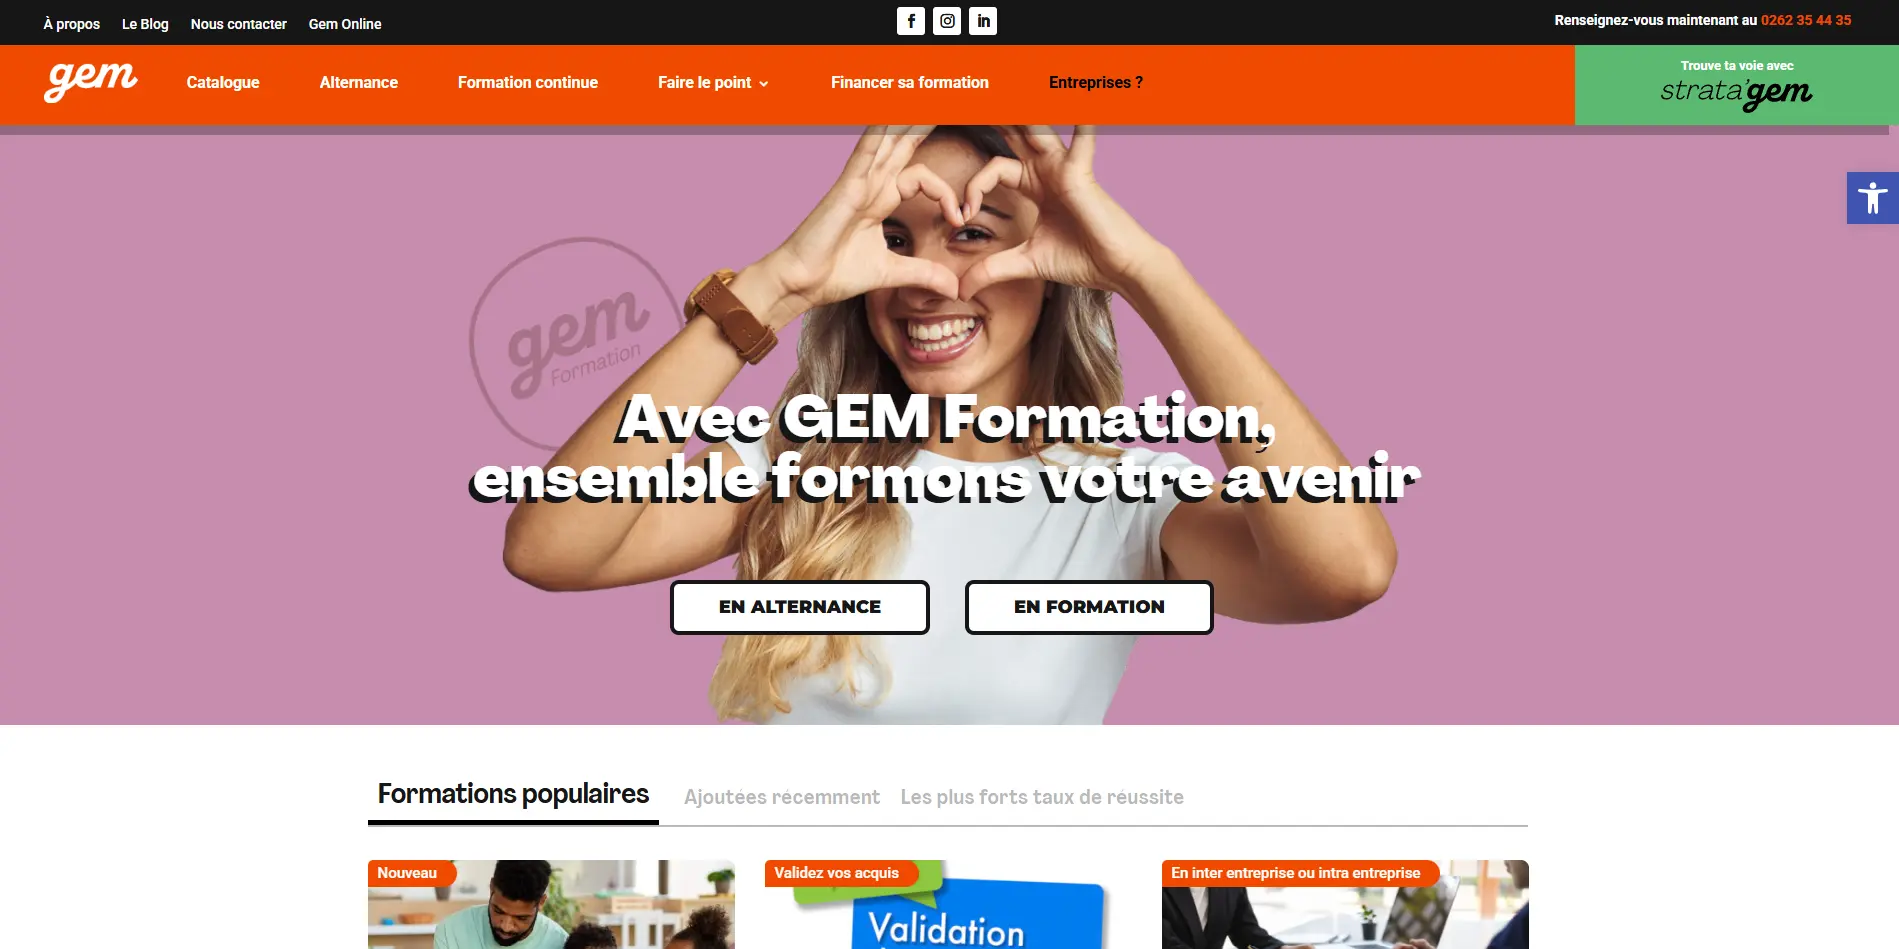 À propos
Le Blog
Nous contacter
Gem Online
Renseignez-vous maintenant au 0262 35 44 35
gem
Catalogue
Alternance
Formation continue
Faire le point
Financer sa formation
Entreprises ?
Trouve ta voie avec
strata'gem
gem
Formation
Avec GEM Formation,
ensemble formons votre avenir
EN ALTERNANCE
EN FORMATION
Formations populaires
Ajoutées récemment
Les plus forts taux de réussite
Nouveau
Validez vos acquis
En inter entreprise ou intra entreprise
Validation